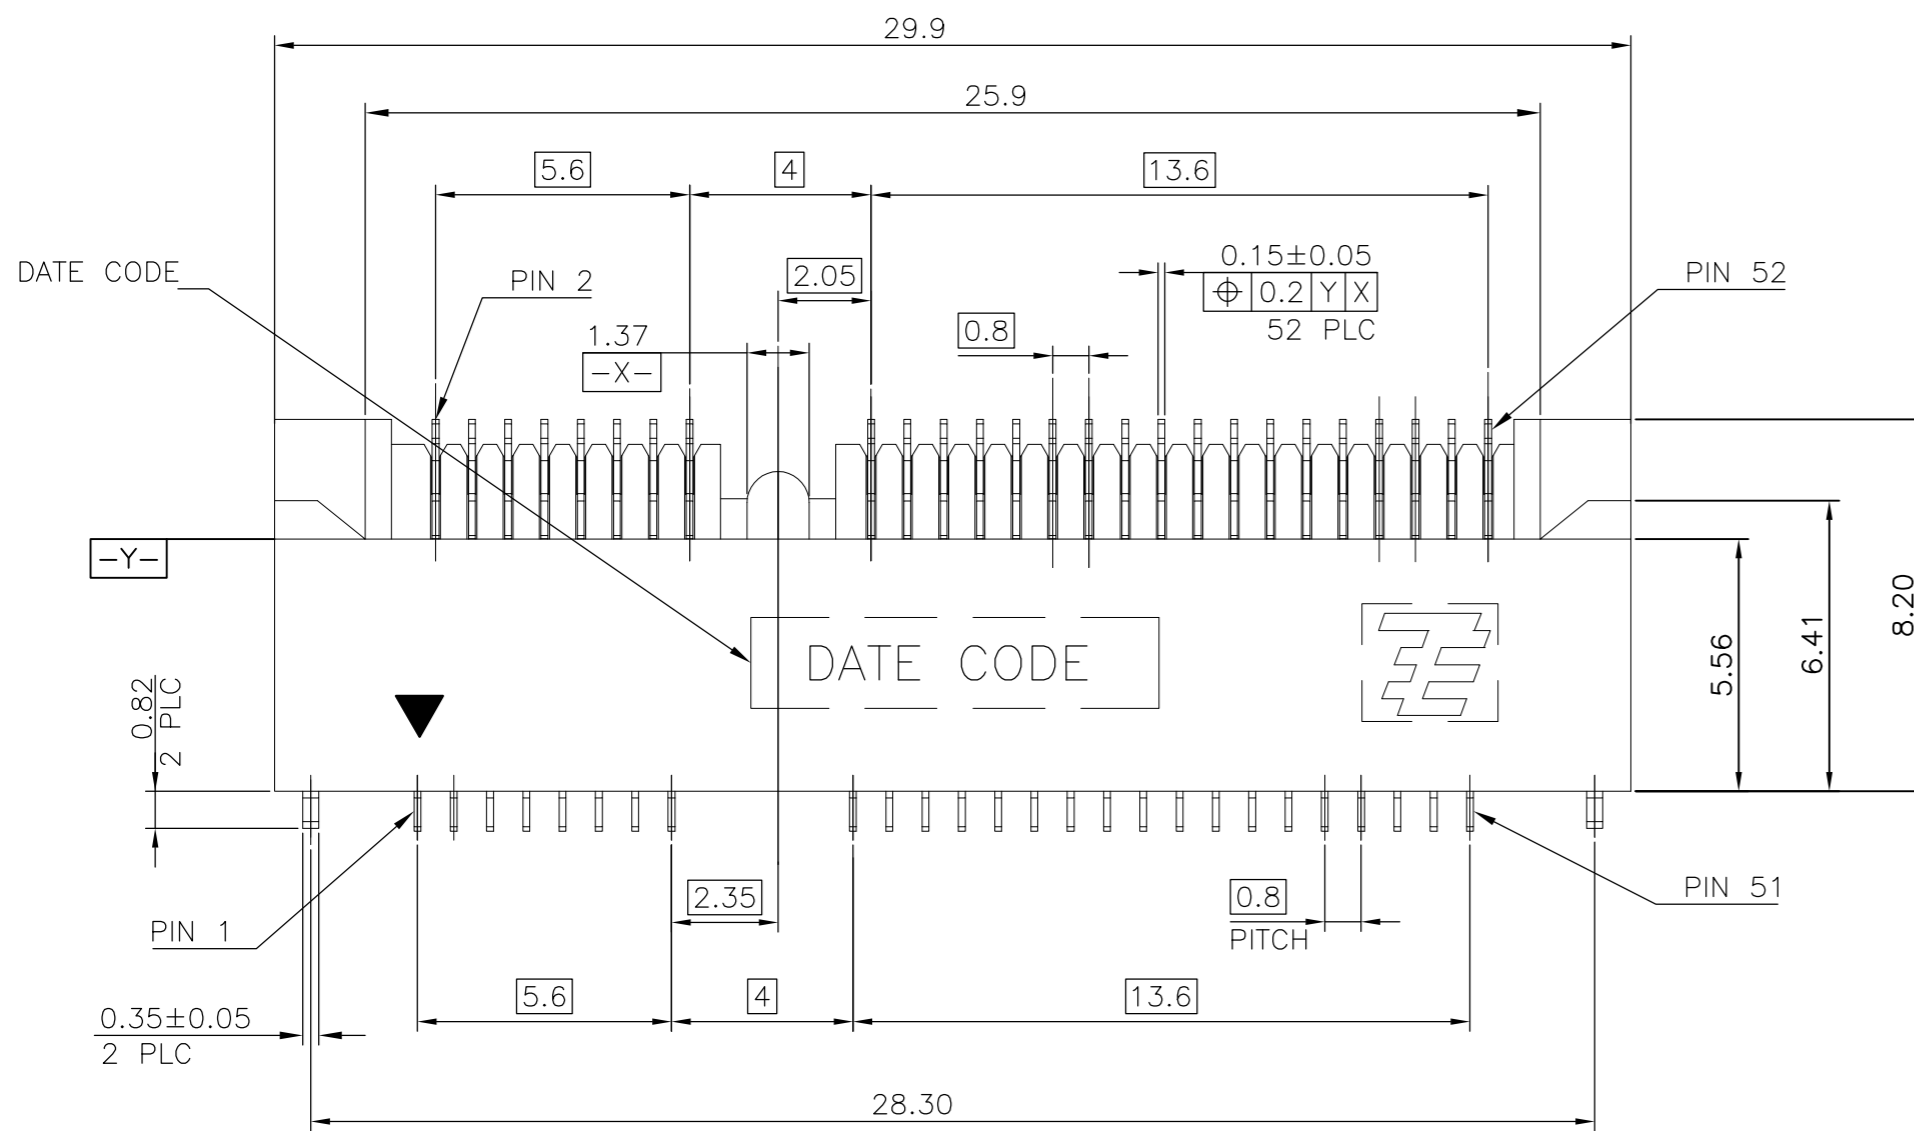 29.9
25.9
5.6
4
13.6
DATE CODE
PIN 2
2.05
0.15±0.05
⌖ 0.2 Y X
52 PLC
PIN 52
1.37
-X-
0.8
-Y-
DATE CODE
5.56
6.41
8.20
0.82
2 PLC
2.35
0.8
PITCH
PIN 51
PIN 1
5.6
4
13.6
0.35±0.05
2 PLC
28.30